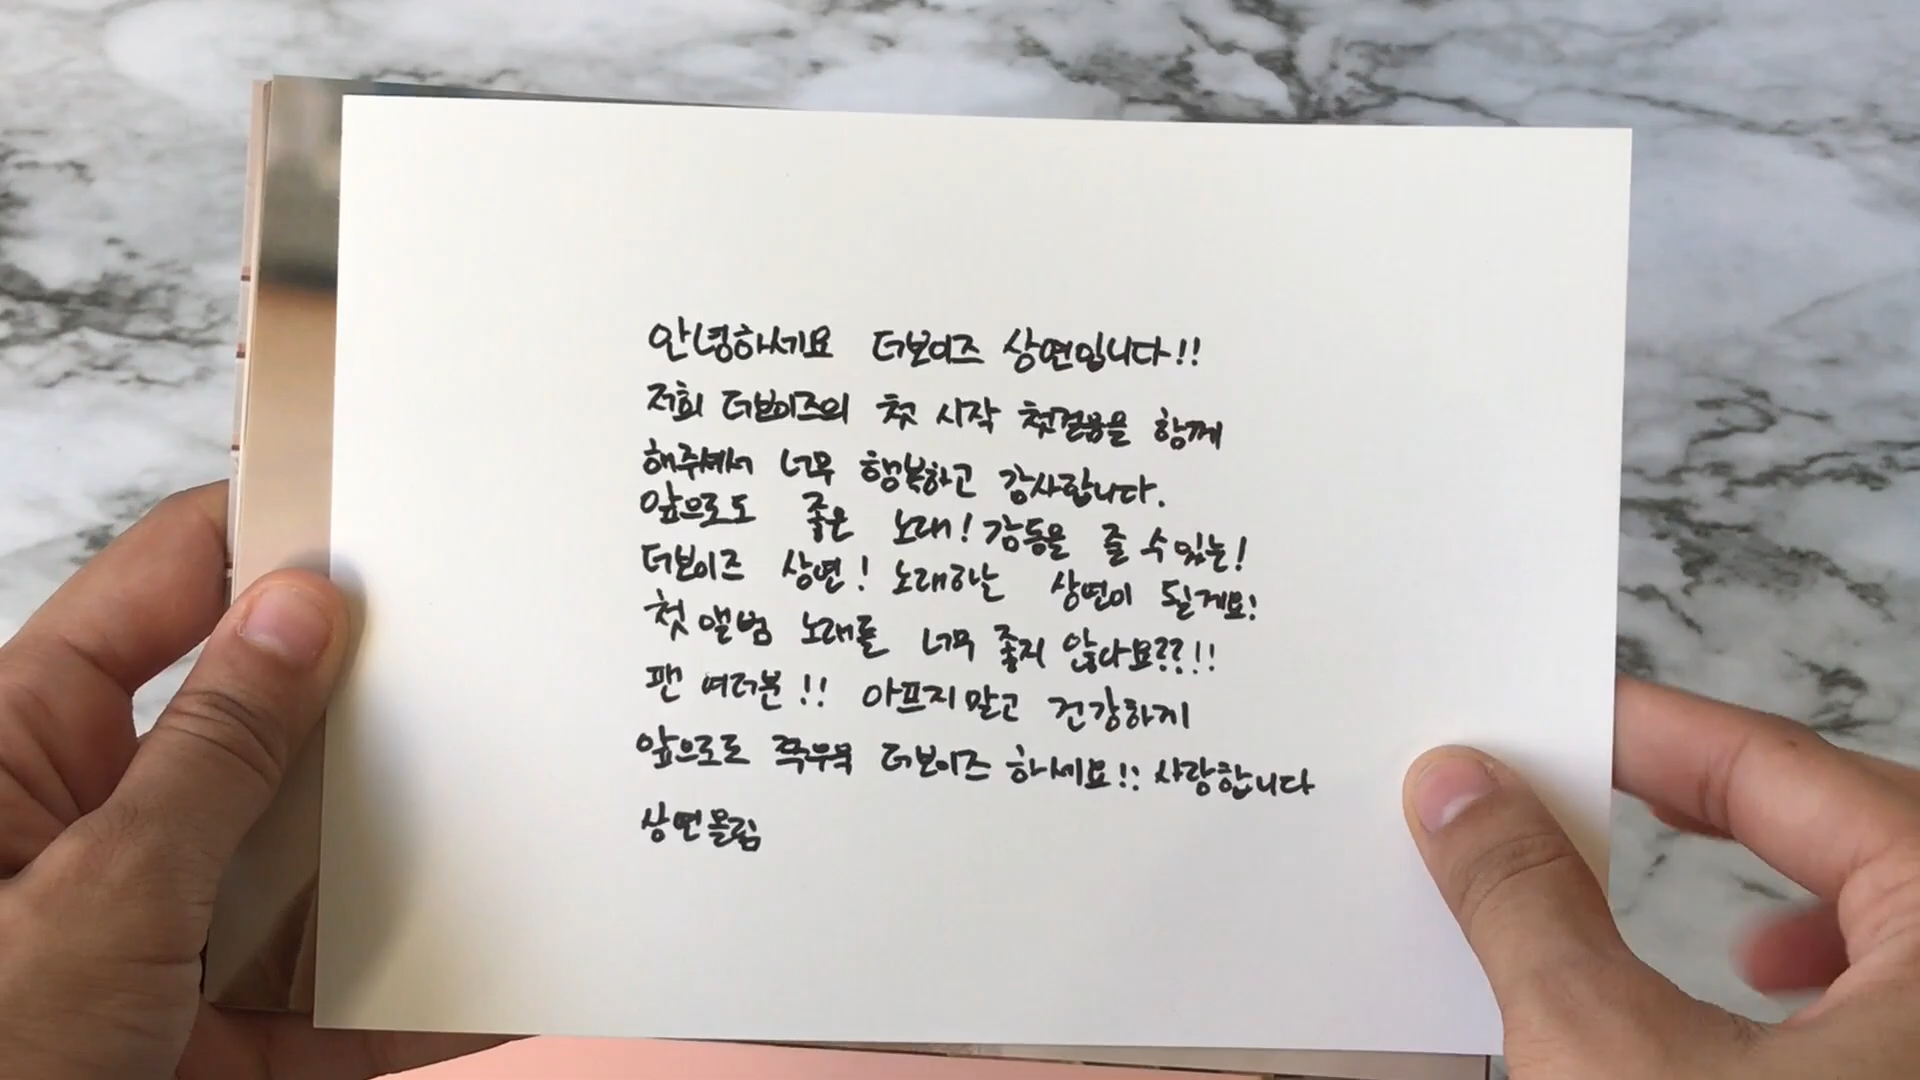 안녕하세요 더보이즈 상연입니다!!
저희 더보이즈의 첫 시작 첫걸음을 함께
해주셔서 너무 행복하고 감사합니다.
앞으로도 좋은 노래! 감동을 줄 수 있는!
더보이즈 상연! 노래하는 상연이 될게요!
첫 앨범 노래들 너무 좋지 않나요??!!
팬 여러분!! 아프지말고 건강하게
앞으로도 쭉우욱 더보이즈 하세요!! 사랑합니다
상연올림